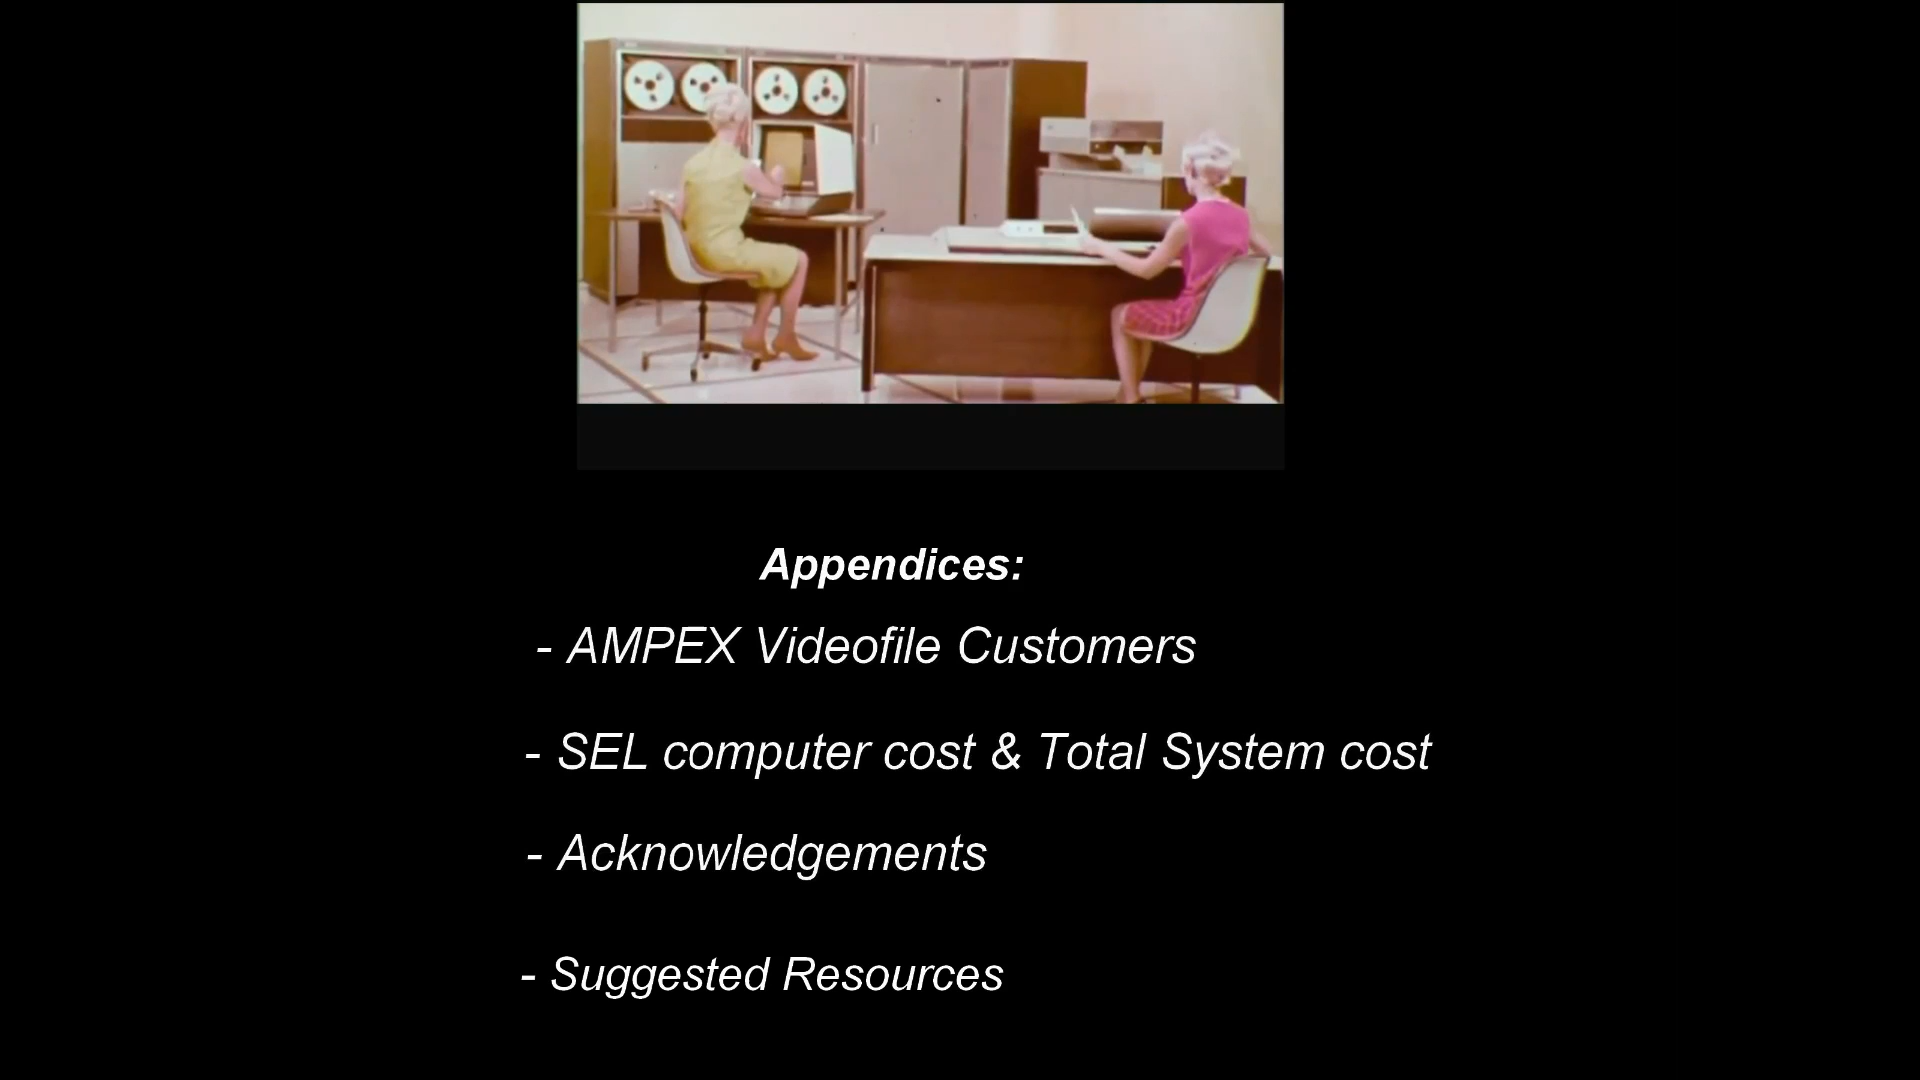 Appendices:
- AMPEX Videofile Customers
- SEL computer cost & Total System cost
- Acknowledgements
- Suggested Resources